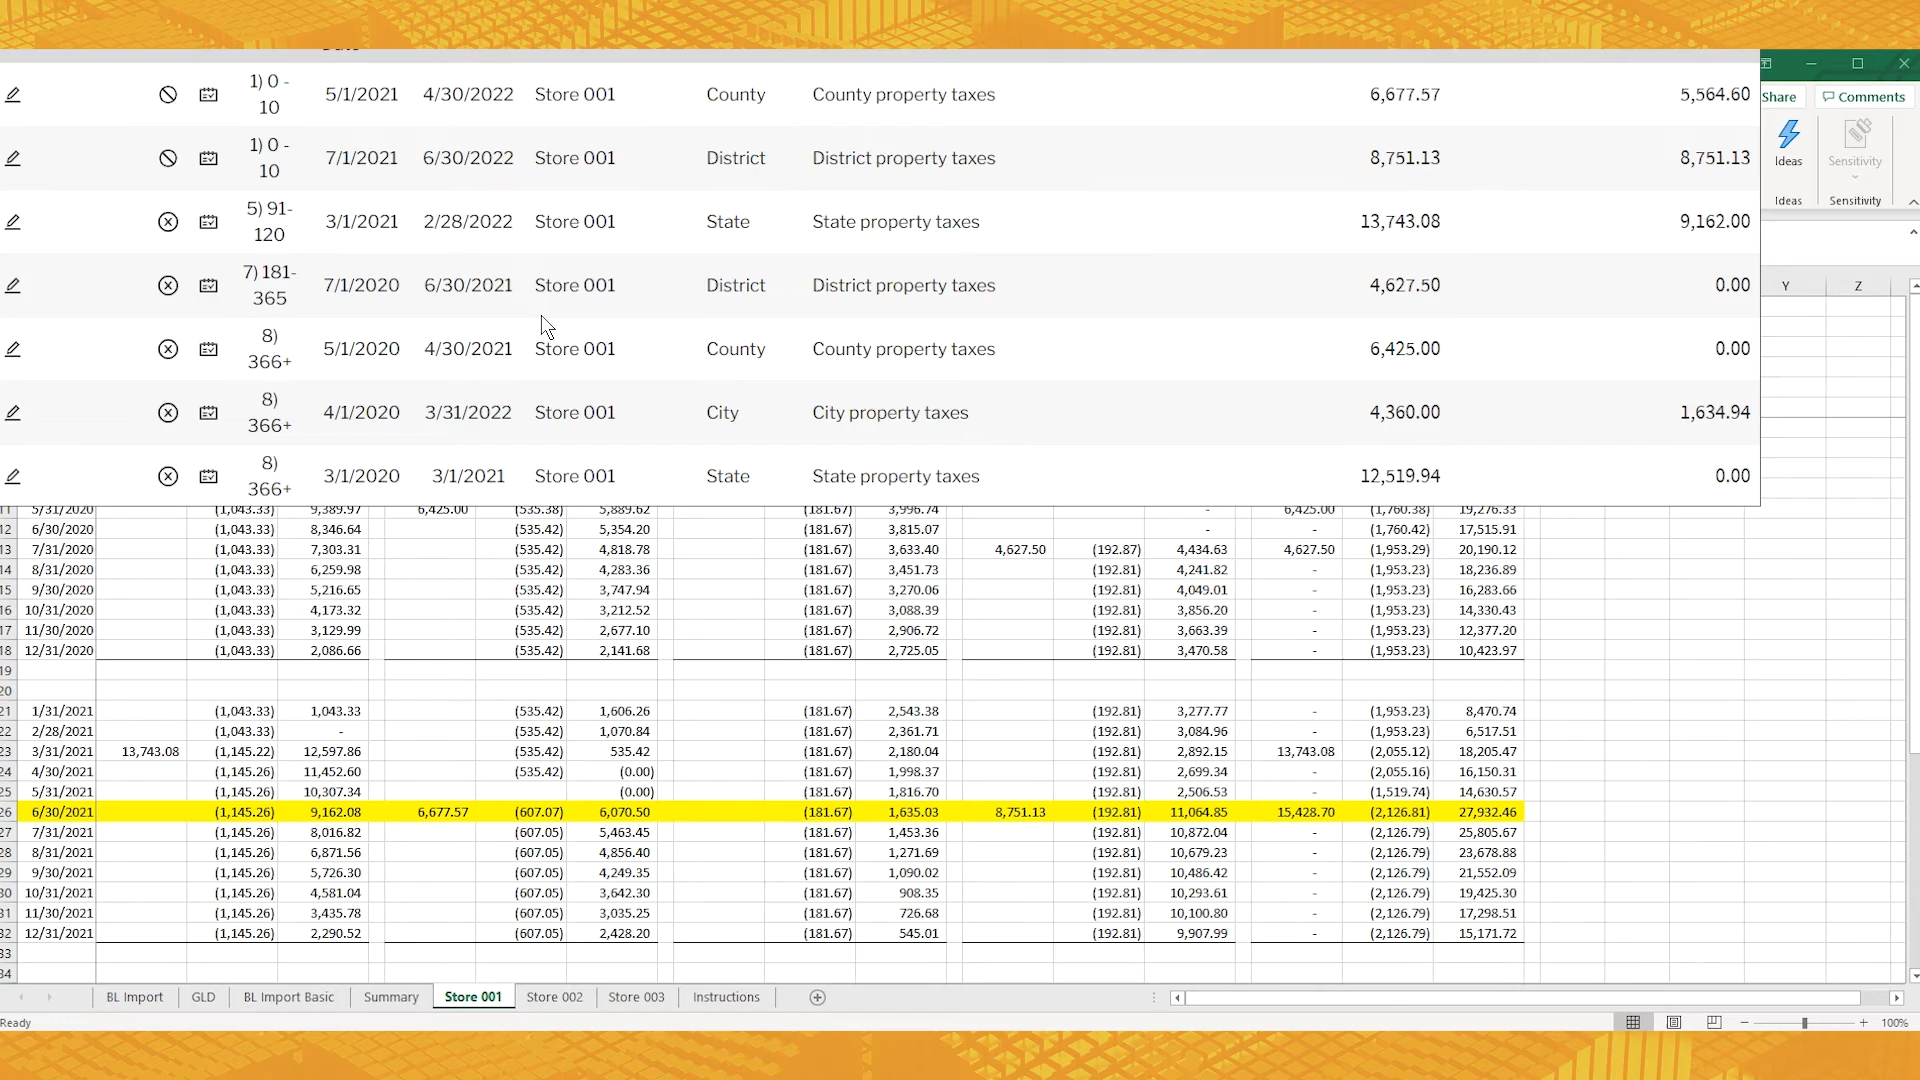 1) 0 - 10 5/1/2021 4/30/2022 Store 001 County County property taxes 6,677.57 5,564.60
1) 0 - 10 7/1/2021 6/30/2022 Store 001 District District property taxes 8,751.13 8,751.13
5) 91-120 3/1/2021 2/28/2022 Store 001 State State property taxes 13,743.08 9,162.00
7) 181-365 7/1/2020 6/30/2021 Store 001 District District property taxes 4,627.50 0.00
8) 366+ 5/1/2020 4/30/2021 Store 001 County County property taxes 6,425.00 0.00
8) 366+ 4/1/2020 3/31/2022 Store 001 City City property taxes 4,360.00 1,634.94
8) 366+ 3/1/2020 3/1/2021 Store 001 State State property taxes 12,519.94 0.00
Share Comments
Ideas Sensitivity
Ideas Sensitivity
Y Z
11 5/31/2020 (1,043.33) 9,389.97 6,425.00 (535.38) 5,889.62 (181.67) 3,996.74 - 6,425.00 (1,760.38) 19,276.33
12 6/30/2020 (1,043.33) 8,346.64 (535.42) 5,354.20 (181.67) 3,815.07 - - (1,760.42) 17,515.91
13 7/31/2020 (1,043.33) 7,303.31 (535.42) 4,818.78 (181.67) 3,633.40 4,627.50 (192.87) 4,434.63 4,627.50 (1,953.29) 20,190.12
14 8/31/2020 (1,043.33) 6,259.98 (535.42) 4,283.36 (181.67) 3,451.73 (192.81) 4,241.82 - (1,953.23) 18,236.89
15 9/30/2020 (1,043.33) 5,216.65 (535.42) 3,747.94 (181.67) 3,270.06 (192.81) 4,049.01 - (1,953.23) 16,283.66
16 10/31/2020 (1,043.33) 4,173.32 (535.42) 3,212.52 (181.67) 3,088.39 (192.81) 3,856.20 - (1,953.23) 14,330.43
17 11/30/2020 (1,043.33) 3,129.99 (535.42) 2,677.10 (181.67) 2,906.72 (192.81) 3,663.39 - (1,953.23) 12,377.20
18 12/31/2020 (1,043.33) 2,086.66 (535.42) 2,141.68 (181.67) 2,725.05 (192.81) 3,470.58 - (1,953.23) 10,423.97
19
20
21 1/31/2021 (1,043.33) 1,043.33 (535.42) 1,606.26 (181.67) 2,543.38 (192.81) 3,277.77 - (1,953.23) 8,470.74
22 2/28/2021 (1,043.33) - (535.42) 1,070.84 (181.67) 2,361.71 (192.81) 3,084.96 - (1,953.23) 6,517.51
23 3/31/2021 13,743.08 (1,145.22) 12,597.86 (535.42) 535.42 (181.67) 2,180.04 (192.81) 2,892.15 13,743.08 (2,055.12) 18,205.47
24 4/30/2021 (1,145.26) 11,452.60 (535.42) (0.00) (181.67) 1,998.37 (192.81) 2,699.34 - (2,055.16) 16,150.31
25 5/31/2021 (1,145.26) 10,307.34 (0.00) (181.67) 1,816.70 (192.81) 2,506.53 - (1,519.74) 14,630.57
26 6/30/2021 (1,145.26) 9,162.08 6,677.57 (607.07) 6,070.50 (181.67) 1,635.03 8,751.13 (192.81) 11,064.85 15,428.70 (2,126.81) 27,932.46
27 7/31/2021 (1,145.26) 8,016.82 (607.05) 5,463.45 (181.67) 1,453.36 (192.81) 10,872.04 - (2,126.79) 25,805.67
28 8/31/2021 (1,145.26) 6,871.56 (607.05) 4,856.40 (181.67) 1,271.69 (192.81) 10,679.23 - (2,126.79) 23,678.88
29 9/30/2021 (1,145.26) 5,726.30 (607.05) 4,249.35 (181.67) 1,090.02 (192.81) 10,486.42 - (2,126.79) 21,552.09
30 10/31/2021 (1,145.26) 4,581.04 (607.05) 3,642.30 (181.67) 908.35 (192.81) 10,293.61 - (2,126.79) 19,425.30
31 11/30/2021 (1,145.26) 3,435.78 (607.05) 3,035.25 (181.67) 726.68 (192.81) 10,100.80 - (2,126.79) 17,298.51
32 12/31/2021 (1,145.26) 2,290.52 (607.05) 2,428.20 (181.67) 545.01 (192.81) 9,907.99 - (2,126.79) 15,171.72
33
34
BL Import GLD BL Import Basic Summary Store 001 Store 002 Store 003 Instructions
Ready 100%